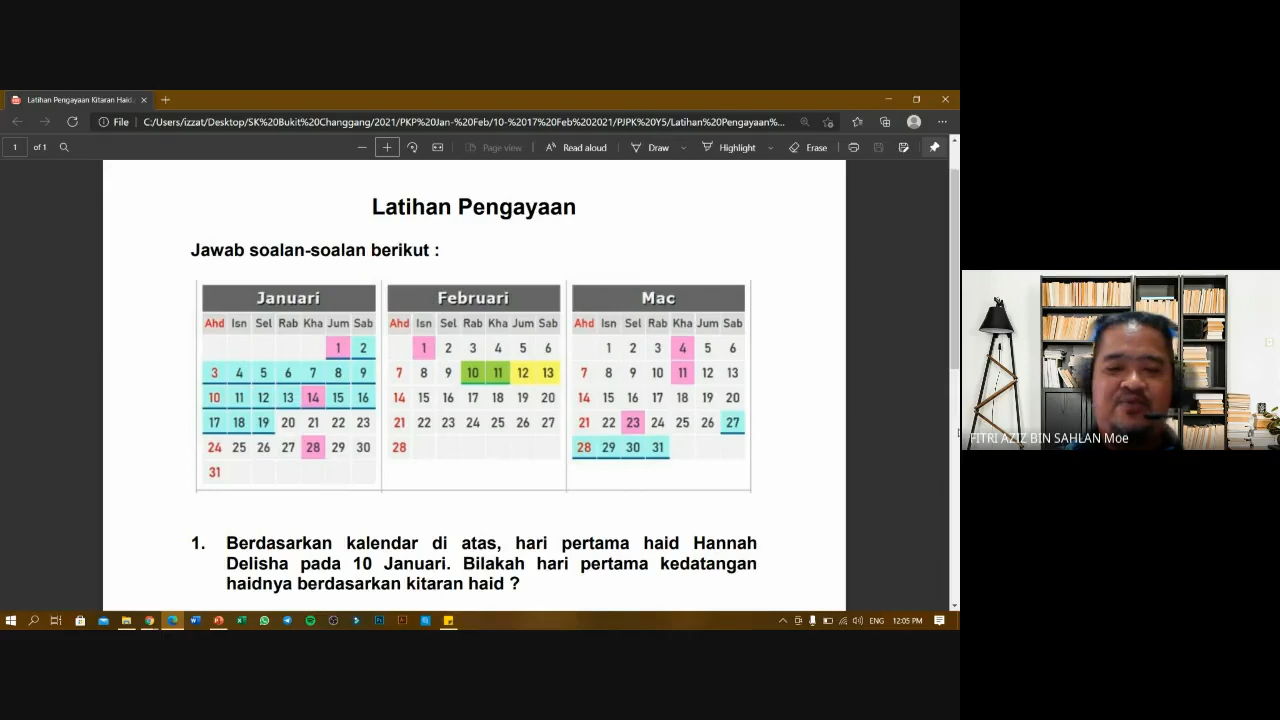 Latihan Pengayaan Kitaran Haid
File
C:/Users/izzat/Desktop/SK%20Bukit%20Changgang/2021/PKP%20Jan-%20Feb/10-%2017%20Feb%202021/PJPK%20Y5/Latihan%20Pengayaan%...
1 of 1
Page view
Read aloud
Draw
Highlight
Erase
Latihan Pengayaan
Jawab soalan-soalan berikut :
Januari
Ahd Isn Sel Rab Kha Jum Sab
1 2
3 4 5 6 7 8 9
10 11 12 13 14 15 16
17 18 19 20 21 22 23
24 25 26 27 28 29 30
31
Februari
Ahd Isn Sel Rab Kha Jum Sab
1 2 3 4 5 6
7 8 9 10 11 12 13
14 15 16 17 18 19 20
21 22 23 24 25 26 27
28
Mac
Ahd Isn Sel Rab Kha Jum Sab
1 2 3 4 5 6
7 8 9 10 11 12 13
14 15 16 17 18 19 20
21 22 23 24 25 26 27
28 29 30 31
1. Berdasarkan kalendar di atas, hari pertama haid Hannah
Delisha pada 10 Januari. Bilakah hari pertama kedatangan
haidnya berdasarkan kitaran haid ?
FITRI AZIZ BIN SAHLAN Moe
ENG
12:05 PM